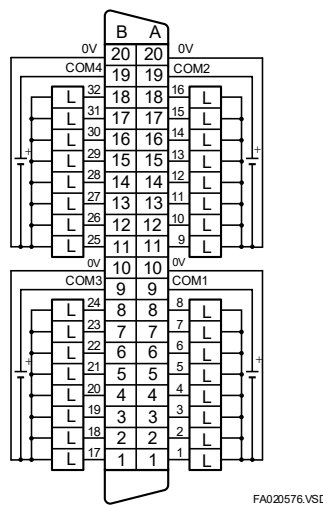 B A
0V 20 20 0V
COM4 19 19 COM2
L 32 18 18 16 L
L 31 17 17 15 L
L 30 16 16 14 L
L 29 15 15 13 L
L 28 14 14 12 L
L 27 13 13 11 L
L 26 12 12 10 L
L 25 11 11 9 L
0V 10 10 0V
COM3 9 9 COM1
L 24 8 8 8 L
L 23 7 7 7 L
L 22 6 6 6 L
L 21 5 5 5 L
L 20 4 4 4 L
L 19 3 3 3 L
L 18 2 2 2 L
L 17 1 1 1 L
+ + + +
FA020576.VSD